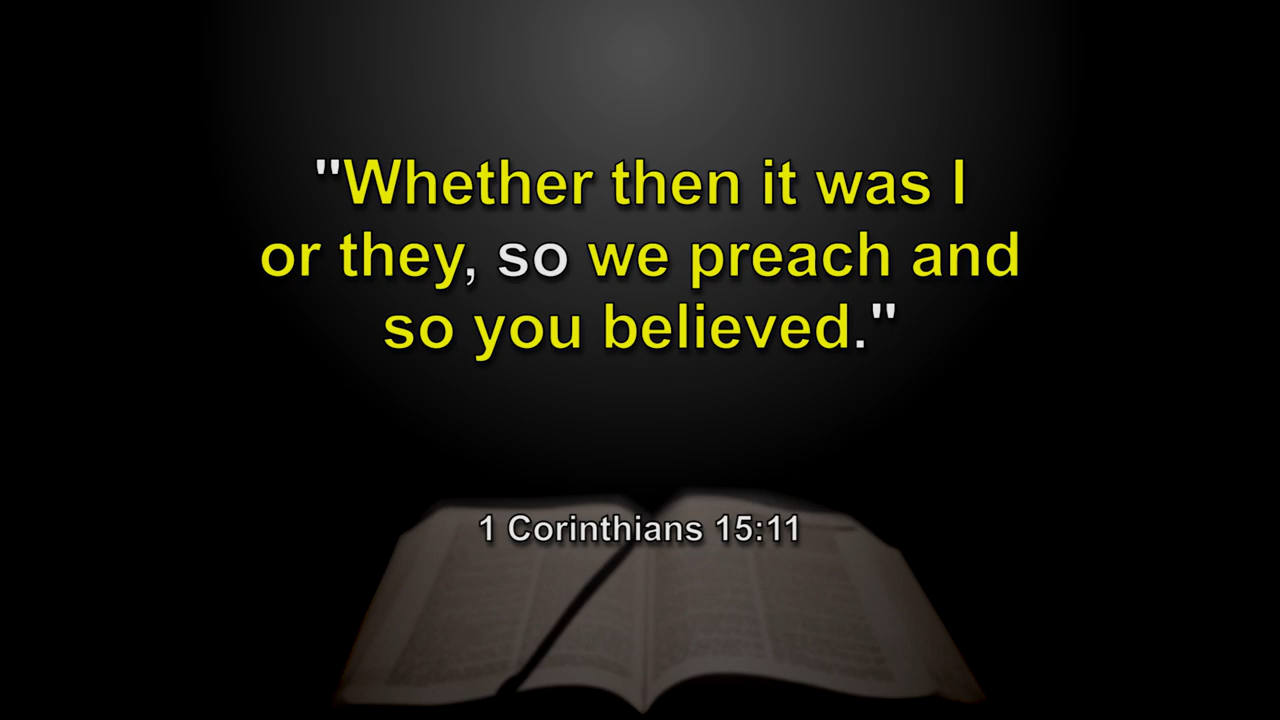 "Whether then it was I
or they, so we preach and
so you believed."
1 Corinthians 15:11